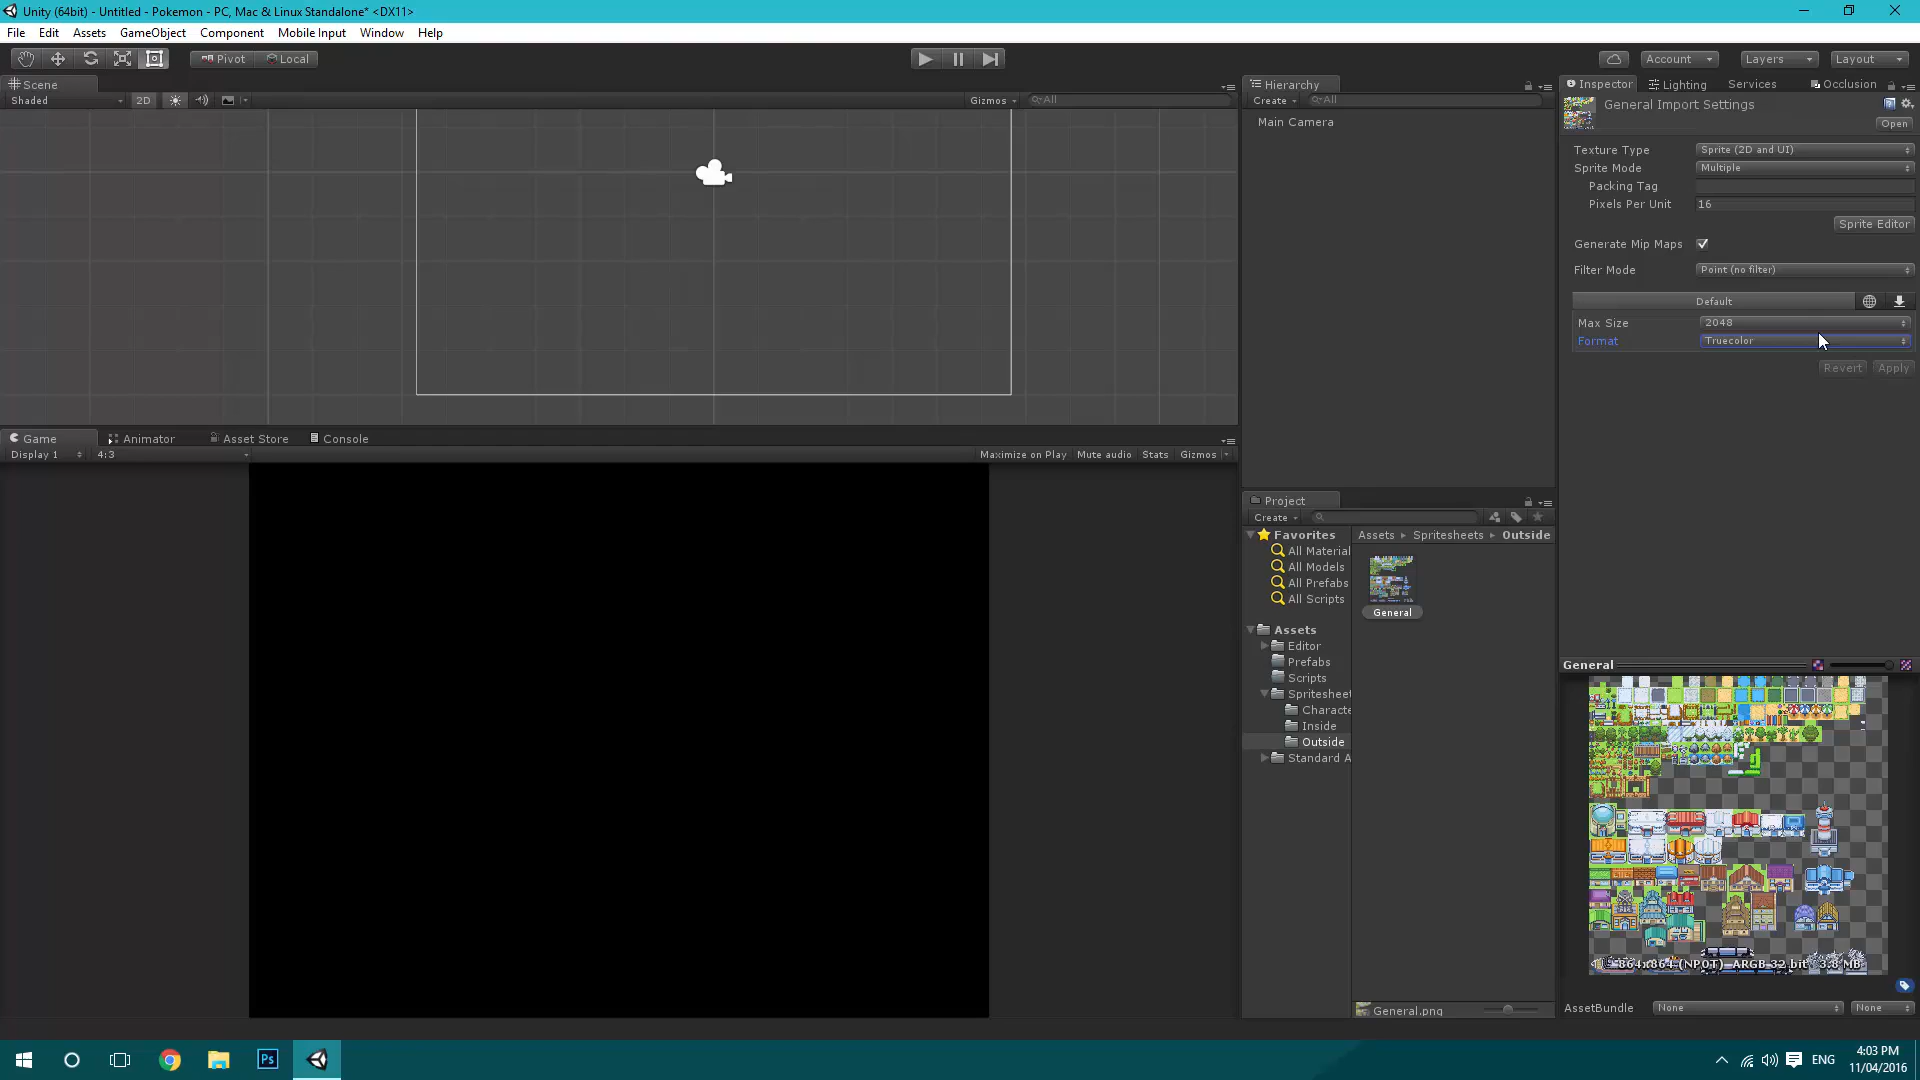 Unity (64bit) - Untitled - Pokemon - PC, Mac & Linux Standalone* <DX11>
File Edit Assets GameObject Component Mobile Input Window Help
Pivot Local Account Layers Layout
Scene
Shaded 2D Gizmos All
Hierarchy
Create All
Main Camera
Inspector Lighting Services Occlusion
General Import Settings
Open
Texture Type Sprite (2D and UI)
Sprite Mode Multiple
Packing Tag
Pixels Per Unit 16
Sprite Editor
Generate Mip Maps
Filter Mode Point (no filter)
Default
Max Size 2048
Format Truecolor
Revert Apply
Game Animator Asset Store Console
Display 1 4:3 Maximize on Play Mute audio Stats Gizmos
Project
Create
Favorites
All Material
All Models
All Prefabs
All Scripts
Assets
Editor
Prefabs
Scripts
Spriteshee
Characte
Inside
Outside
Standard A
Assets Spritesheets Outside
General
General.png
General
864x864 (NPOT) ARGB 32 bit 3.8 MB
AssetBundle None None
Ps
ENG
4:03 PM
11/04/2016